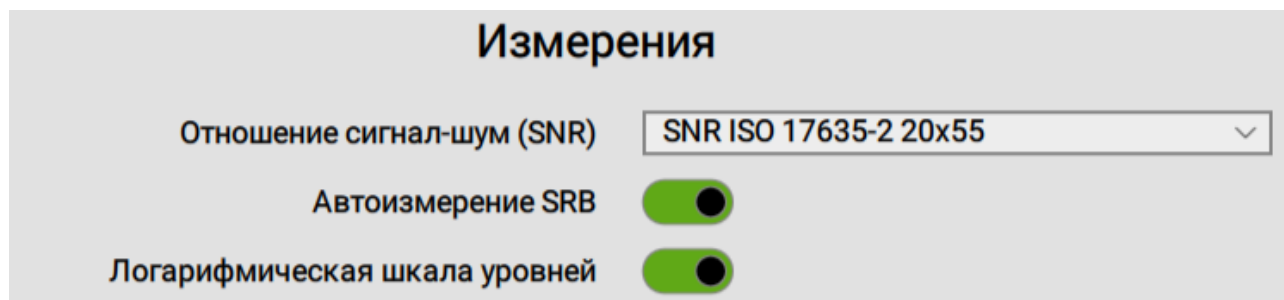 Измерения
Отношение сигнал-шум (SNR) SNR ISO 17635-2 20x55
Автоизмерение SRB
Логарифмическая шкала уровней